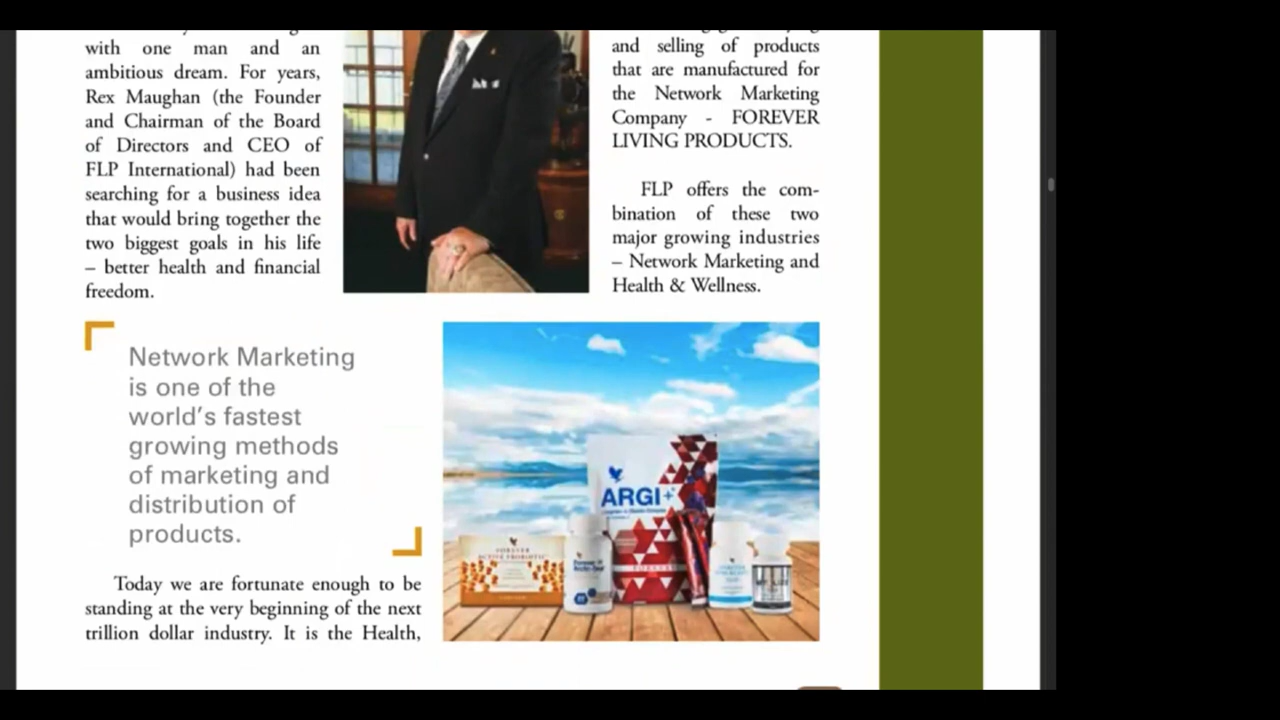 with one man and an
ambitious dream. For years,
Rex Maughan (the Founder
and Chairman of the Board
of Directors and CEO of
FLP International) had been
searching for a business idea
that would bring together the
two biggest goals in his life
– better health and financial
freedom.
and selling of products
that are manufactured for
the Network Marketing
Company - FOREVER
LIVING PRODUCTS.
FLP offers the com-
bination of these two
major growing industries
– Network Marketing and
Health & Wellness.
Network Marketing
is one of the
world's fastest
growing methods
of marketing and
distribution of
products.
Today we are fortunate enough to be
standing at the very beginning of the next
trillion dollar industry. It is the Health,
ARGI+
FOREVER
FOREVER
ACTIVE PROBIOTIC